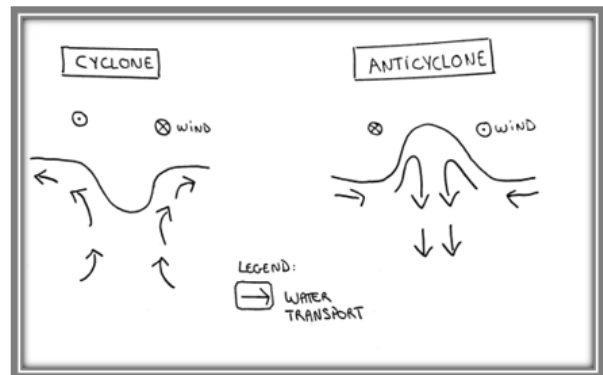 CYCLONE
ANTICYCLONE
WIND
WIND
LEGEND:
WATER
TRANSPORT